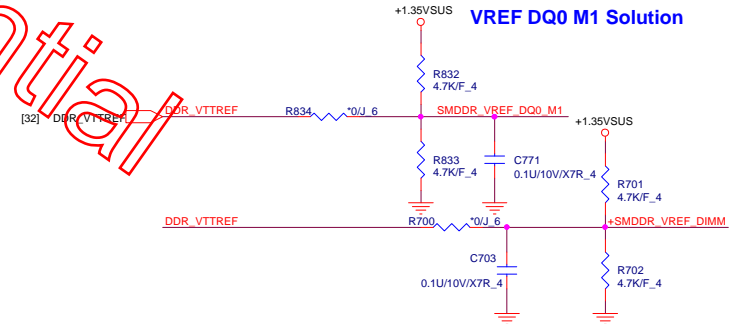 +1.35VSUS
VREF DQ0 M1 Solution
R832
4.7K/F_4
[32] DDR_VTTREF
DDR_VTTREF
R834
*0/J_6
SMDDR_VREF_DQ0_M1
R833
4.7K/F_4
C771
0.1U/10V/X7R_4
+1.35VSUS
R701
4.7K/F_4
DDR_VTTREF
R700
*0/J_6
+SMDDR_VREF_DIMM
C703
0.1U/10V/X7R_4
R702
4.7K/F_4
ntial